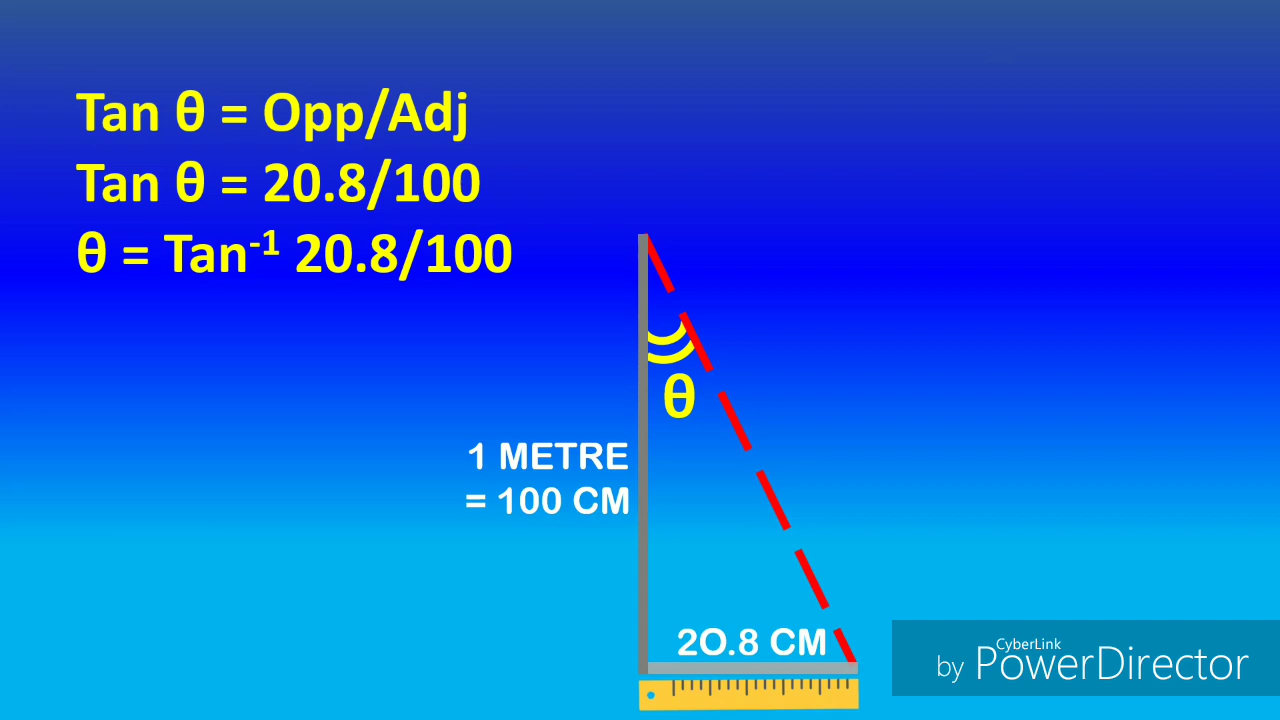 Tan θ = Opp/Adj
Tan θ = 20.8/100
θ = Tan⁻¹ 20.8/100
θ
1 METRE
= 100 CM
20.8 CM
CyberLink
by PowerDirector